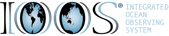 IOOS®
INTEGRATED
OCEAN
OBSERVING
SYSTEM